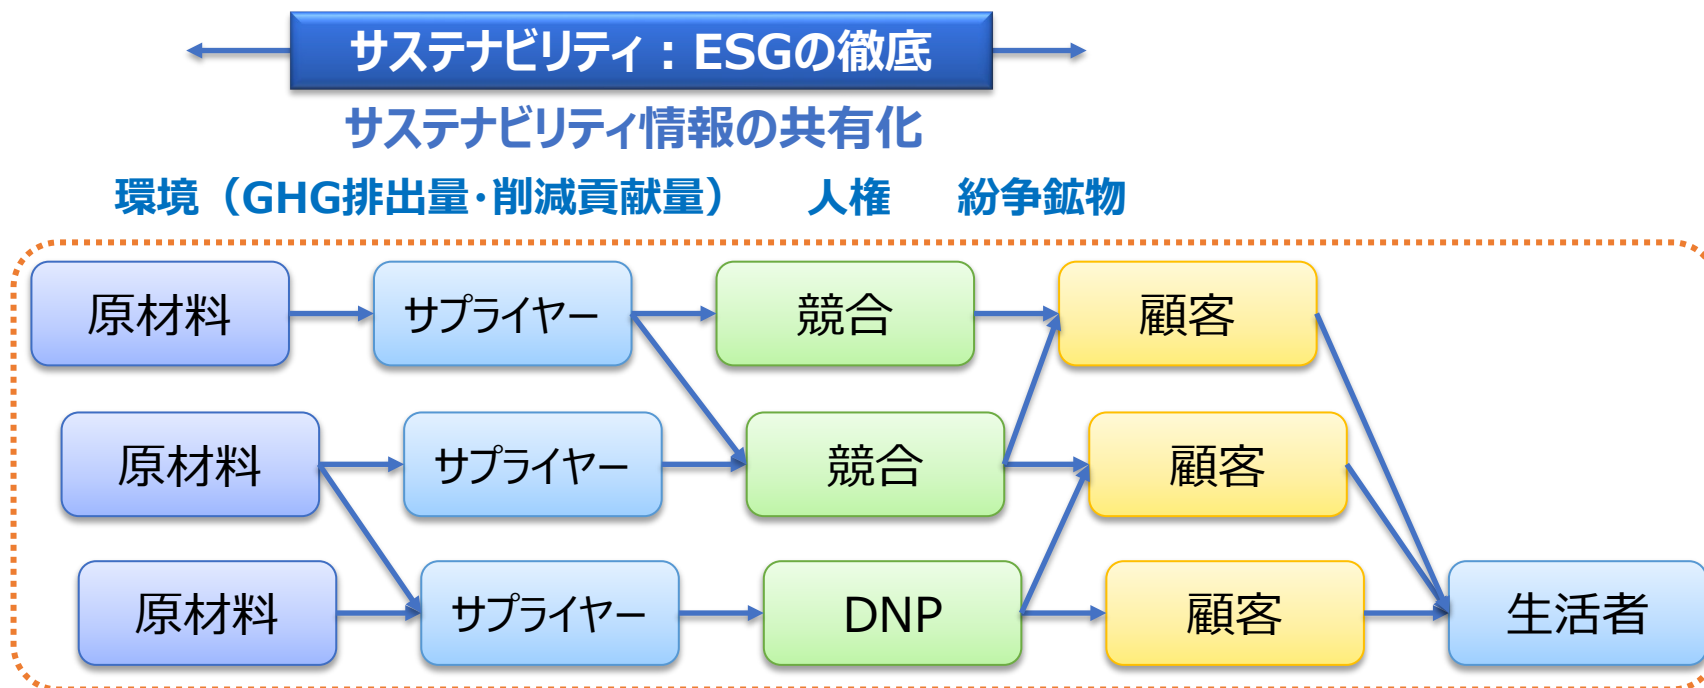 サステナビリティ：ESGの徹底
サステナビリティ情報の共有化
環境（GHG排出量・削減貢献量） 人権 紛争鉱物
原材料 サプライヤー 競合 顧客
原材料 サプライヤー 競合 顧客
原材料 サプライヤー DNP 顧客 生活者